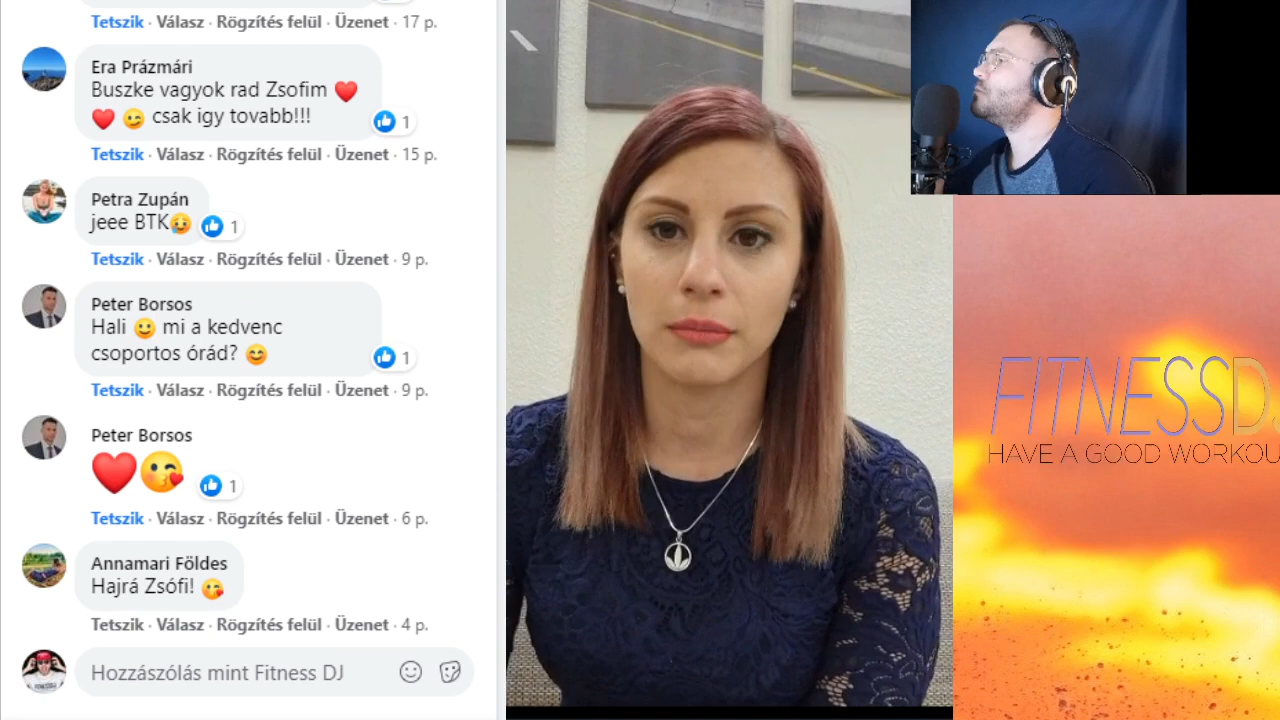 Tetszik · Válasz · Rögzítés felül · Üzenet · 17 p.
Era Prázmári
Buszke vagyok rad Zsofim ❤️
❤️ 😉 csak igy tovabb!!!
1
Tetszik · Válasz · Rögzítés felül · Üzenet · 15 p.
Petra Zupán
jeee BTK😥
1
Tetszik · Válasz · Rögzítés felül · Üzenet · 9 p.
Peter Borsos
Hali 🙂 mi a kedvenc
csoportos órád? 😊
1
Tetszik · Válasz · Rögzítés felül · Üzenet · 9 p.
Peter Borsos
❤️😘
1
Tetszik · Válasz · Rögzítés felül · Üzenet · 6 p.
Annamari Földes
Hajrá Zsófi! 😘
Tetszik · Válasz · Rögzítés felül · Üzenet · 4 p.
Hozzászólás mint Fitness DJ
FITNESSDJ
HAVE A GOOD WORKOU